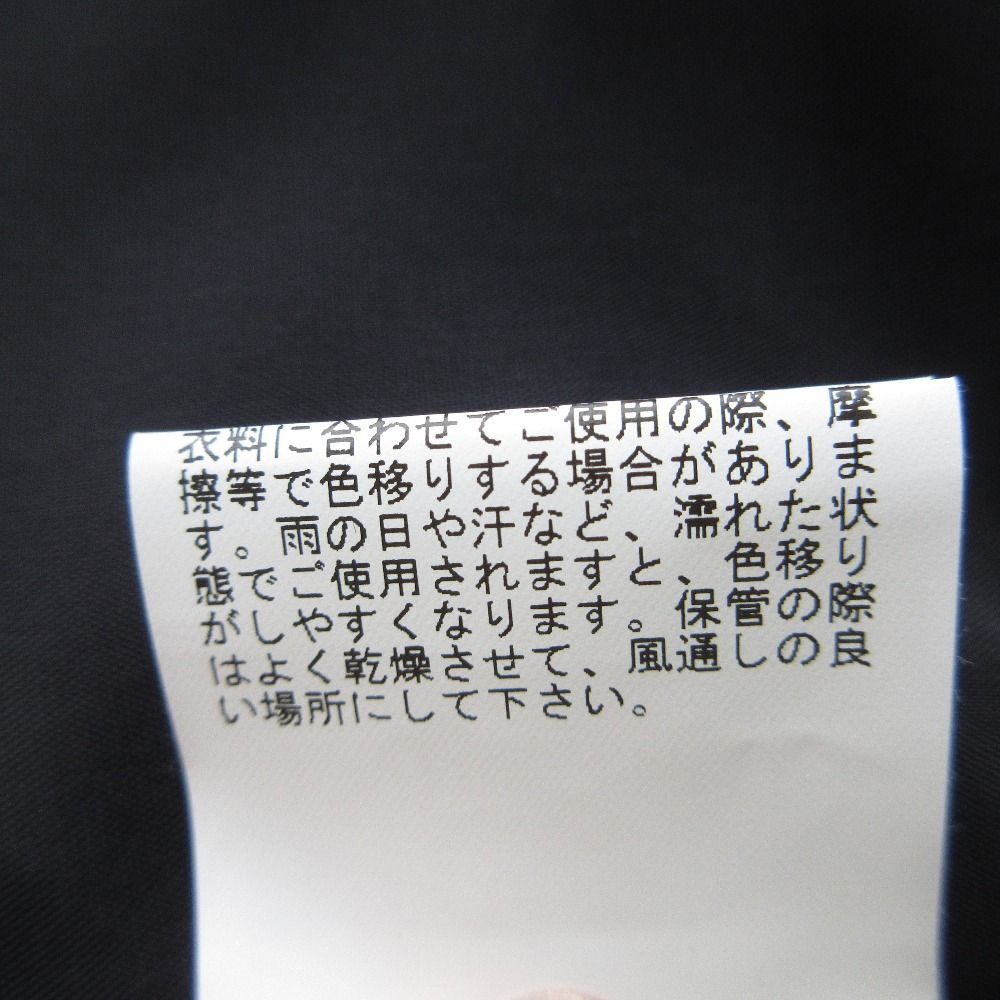 衣料に合わせてご使用の際、摩
擦等で色移りする場合がありま
す。雨の日や汗など、濡れた状
態でご使用されますと、色移り
がしやすくなります。保管の際
はよく乾燥させて、風通しの良
い場所にして下さい。